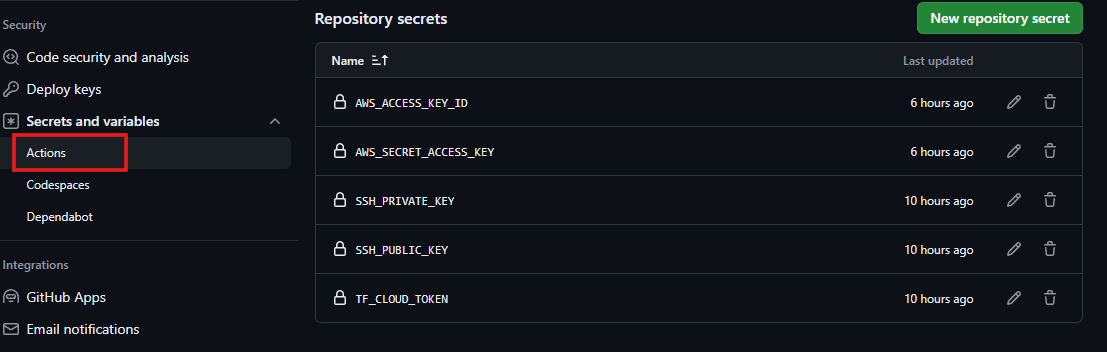 Security
Code security and analysis
Deploy keys
Secrets and variables
Actions
Codespaces
Dependabot
Integrations
GitHub Apps
Email notifications
Repository secrets
New repository secret
Name Last updated
AWS_ACCESS_KEY_ID 6 hours ago
AWS_SECRET_ACCESS_KEY 6 hours ago
SSH_PRIVATE_KEY 10 hours ago
SSH_PUBLIC_KEY 10 hours ago
TF_CLOUD_TOKEN 10 hours ago